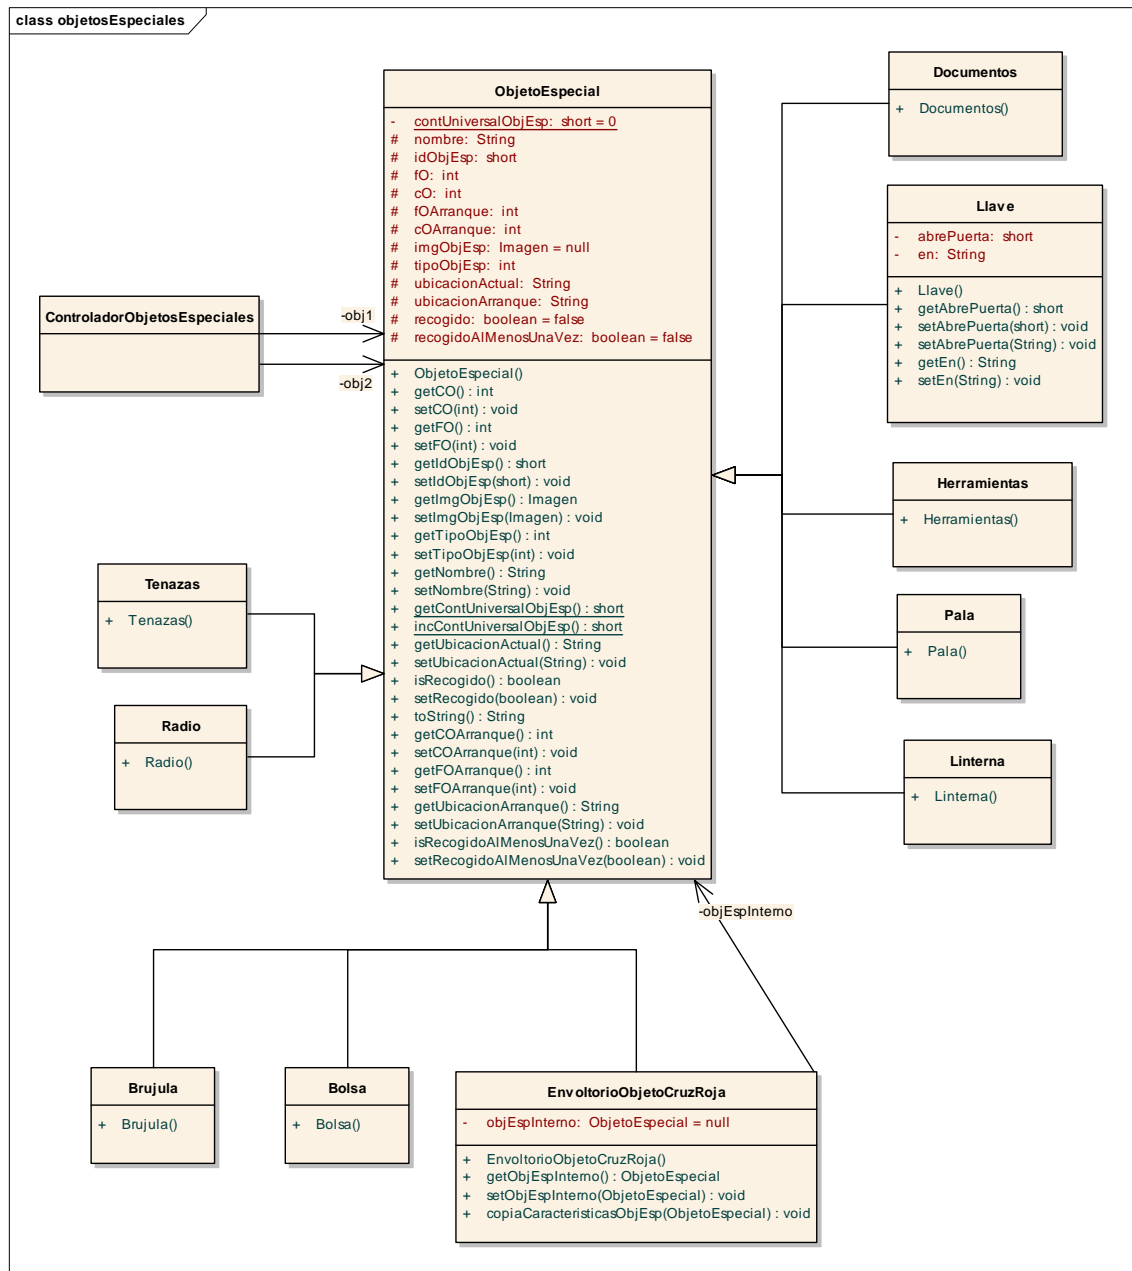 class objetosEspeciales
ObjetoEspecial
- contUniversalObjEsp: short = 0
# nombre: String
# idObjEsp: short
# fO: int
# cO: int
# fOArranque: int
# cOArranque: int
# imgObjEsp: Imagen = null
# tipoObjEsp: int
# ubicacionActual: String
# ubicacionArranque: String
# recogido: boolean = false
# recogidoAlMenosUnaVez: boolean = false
+ ObjetoEspecial()
+ getCO() : int
+ setCO(int) : void
+ getFO() : int
+ setFO(int) : void
+ getIdObjEsp() : short
+ setIdObjEsp(short) : void
+ getImgObjEsp() : Imagen
+ setImgObjEsp(Imagen) : void
+ getTipoObjEsp() : int
+ setTipoObjEsp(int) : void
+ getNombre() : String
+ setNombre(String) : void
+ getContUniversalObjEsp() : short
+ incContUniversalObjEsp() : short
+ getUbicacionActual() : String
+ setUbicacionActual(String) : void
+ isRecogido() : boolean
+ setRecogido(boolean) : void
+ toString() : String
+ getCOArranque() : int
+ setCOArranque(int) : void
+ getFOArranque() : int
+ setFOArranque(int) : void
+ getUbicacionArranque() : String
+ setUbicacionArranque(String) : void
+ isRecogidoAlMenosUnaVez() : boolean
+ setRecogidoAlMenosUnaVez(boolean) : void
Documentos
+ Documentos()
Llave
- abrePuerta: short
- en: String
+ Llave()
+ getAbrePuerta() : short
+ setAbrePuerta(short) : void
+ setAbrePuerta(String) : void
+ getEn() : String
+ setEn(String) : void
ControladorObjetosEspeciales
-obj1
-obj2
Herramientas
+ Herramientas()
Tenazas
+ Tenazas()
Pala
+ Pala()
Radio
+ Radio()
Linterna
+ Linterna()
-objEspInterno
Brujula
+ Brujula()
Bolsa
+ Bolsa()
EnvoltorioObjetoCruzRoja
- objEspInterno: ObjetoEspecial = null
+ EnvoltorioObjetoCruzRoja()
+ getObjEspInterno() : ObjetoEspecial
+ setObjEspInterno(ObjetoEspecial) : void
+ copiaCaracteristicasObjEsp(ObjetoEspecial) : void